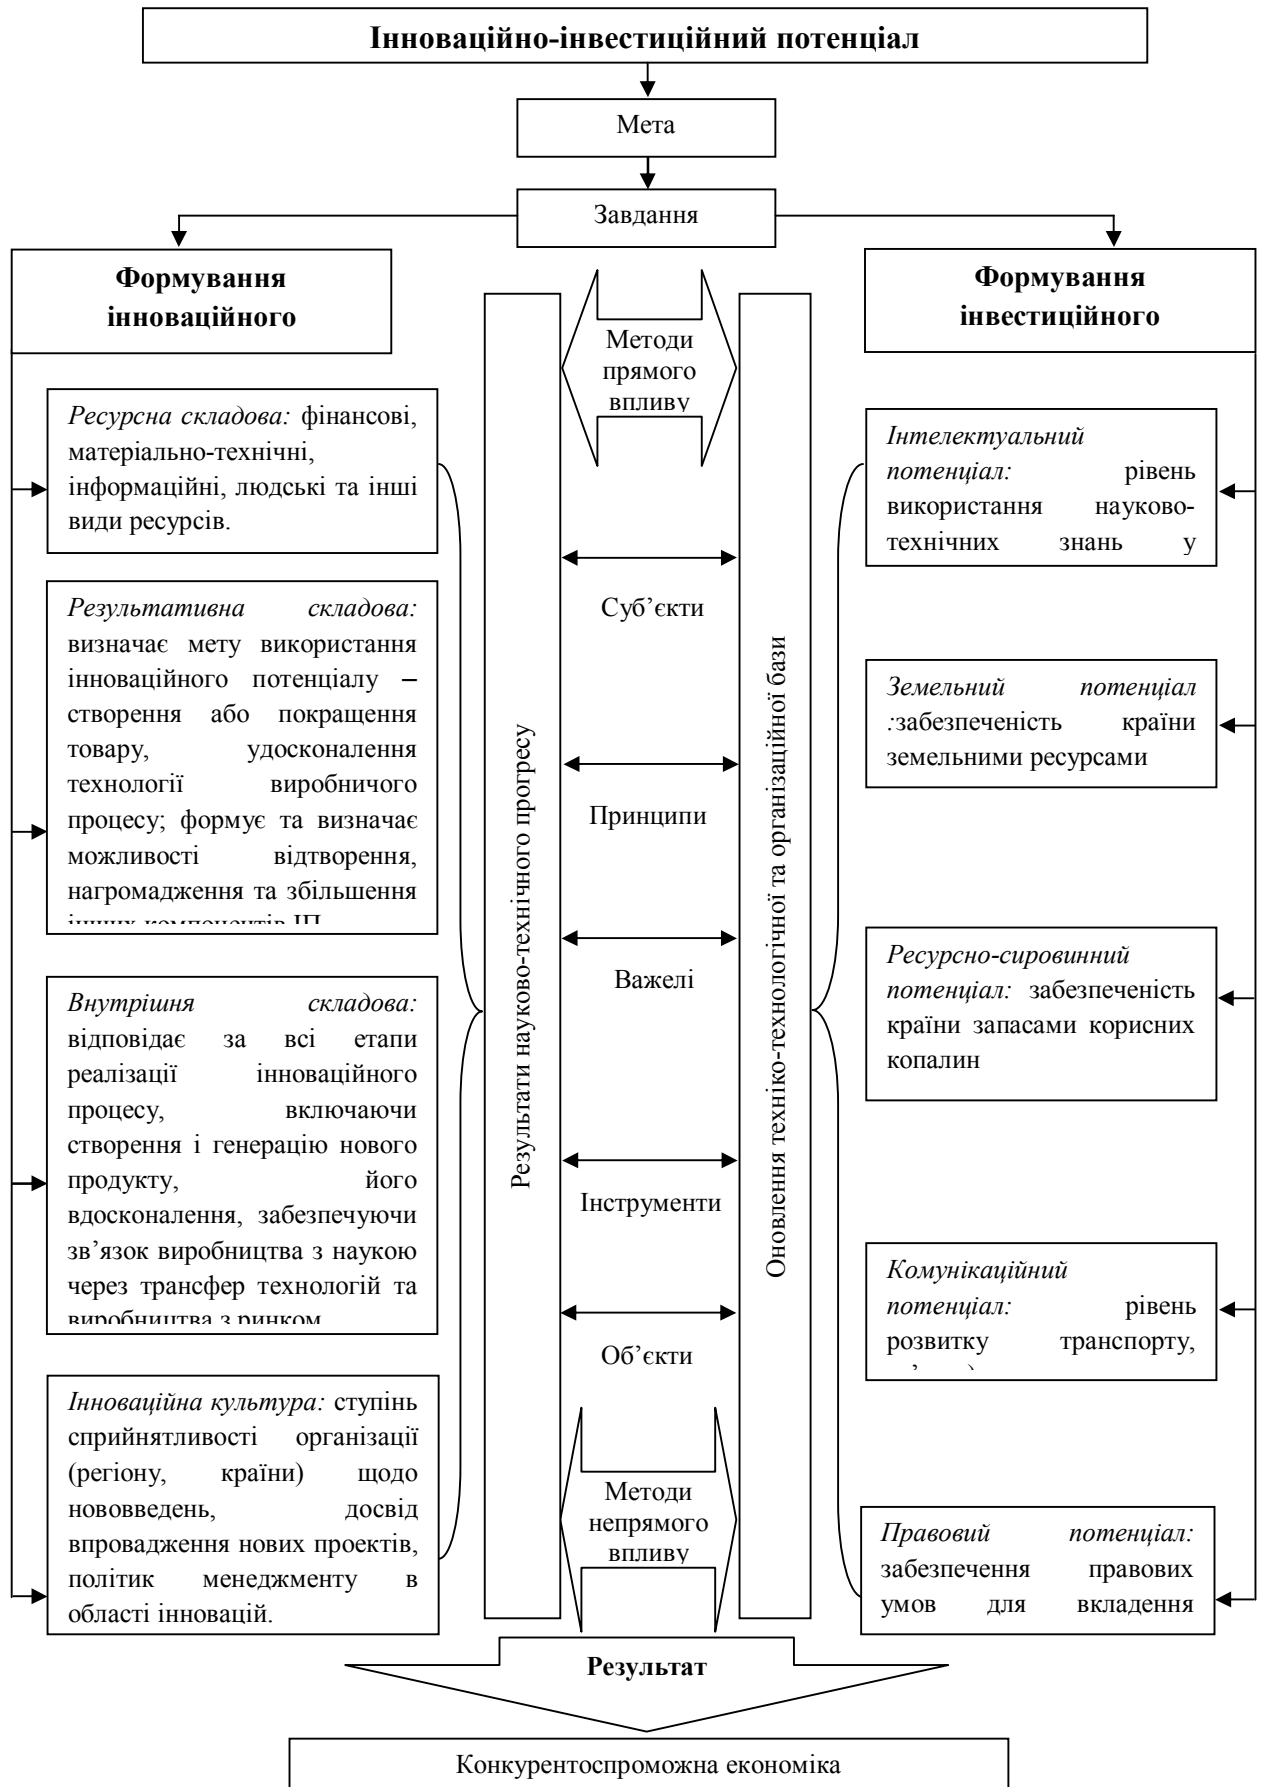 Інноваційно-інвестиційний потенціал
Мета
Завдання
Формування
інноваційного
Ресурсна складова: фінансові,
матеріально-технічні,
інформаційні, людські та інші
види ресурсів.
Результативна складова:
визначає мету використання
інноваційного потенціалу –
створення або покращення
товару, удосконалення
технології виробничого
процесу; формує та визначає
можливості відтворення,
нагромадження та збільшення
інших компонентів ІП
Внутрішня складова:
відповідає за всі етапи
реалізації інноваційного
процесу, включаючи
створення і генерацію нового
продукту, його
вдосконалення, забезпечуючи
зв’язок виробництва з наукою
через трансфер технологій та
виробництва з ринком
Інноваційна культура: ступінь
сприйнятливості організації
(регіону, країни) щодо
нововведень, досвід
впровадження нових проектів,
політик менеджменту в
області інновацій.
Результати науково-технічного прогресу
Методи
прямого
впливу
Суб’єкти
Принципи
Важелі
Інструменти
Об’єкти
Методи
непрямого
впливу
Оновлення техніко-технологічної та організаційної бази
Формування
інвестиційного
Інтелектуальний
потенціал: рівень
використання науково-
технічних знань у
Земельний потенціал
:забезпеченість країни
земельними ресурсами
Ресурсно-сировинний
потенціал: забезпеченість
країни запасами корисних
копалин
Комунікаційний
потенціал: рівень
розвитку транспорту,
Правовий потенціал:
забезпечення правових
умов для вкладення
Результат
Конкурентоспроможна економіка